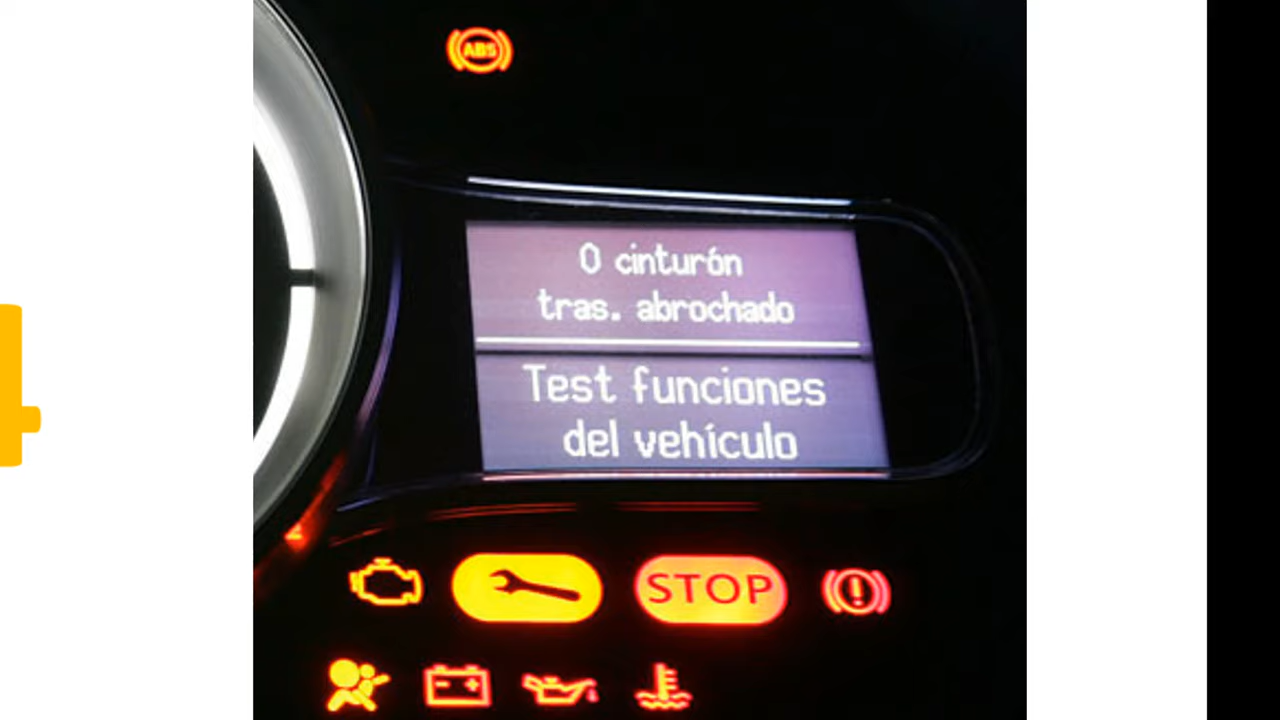 ABS
0 cinturón
tras. abrochado
Test funciones
del vehículo
STOP